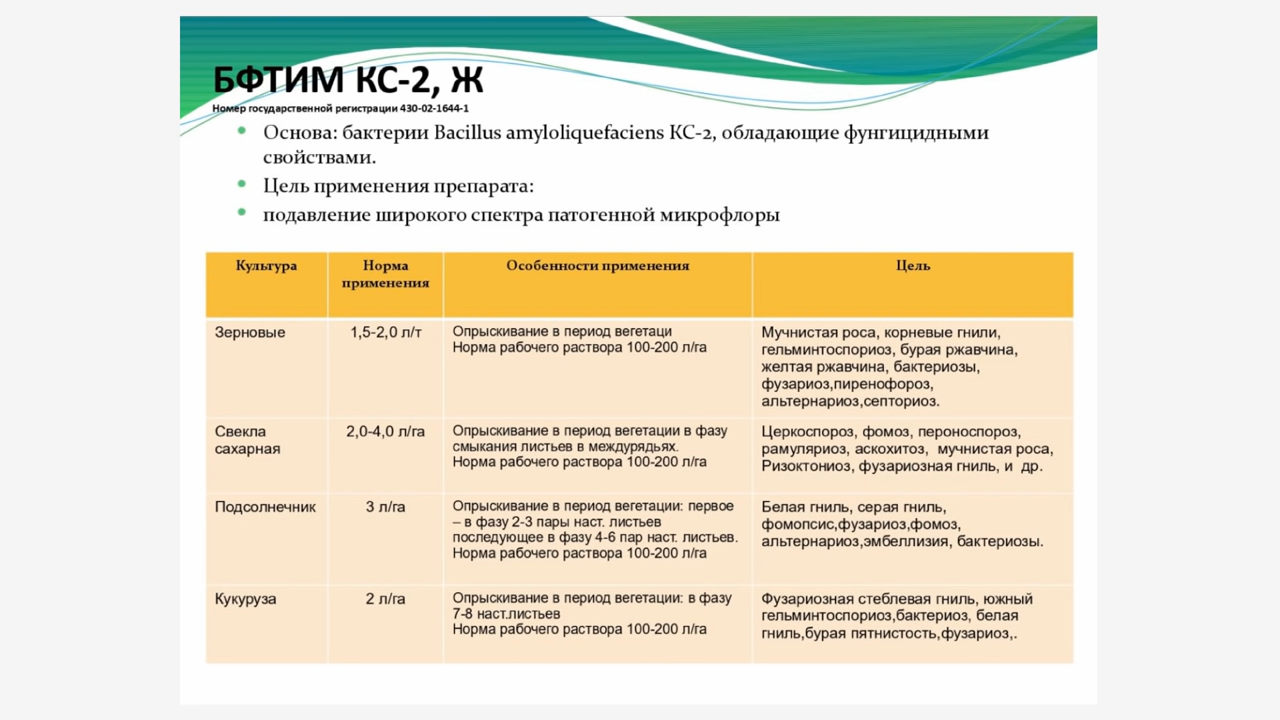 БФТИМ КС-2, Ж
Номер государственной регистрации 430-02-1644-1
• Основа: бактерии Bacillus amyloliquefaciens КС-2, обладающие фунгицидными
свойствами.
• Цель применения препарата:
• подавление широкого спектра патогенной микрофлоры
Культура
Норма
применения
Особенности применения
Цель
Зерновые
1,5-2,0 л/т
Опрыскивание в период вегетаци
Норма рабочего раствора 100-200 л/га
Мучнистая роса, корневые гнили,
гельминтоспориоз, бурая ржавчина,
желтая ржавчина, бактериозы,
фузариоз,пиренофороз,
альтернариоз,септориоз.
Свекла
сахарная
2,0-4,0 л/га
Опрыскивание в период вегетации в фазу
смыкания листьев в междурядьях.
Норма рабочего раствора 100-200 л/га
Церкоспороз, фомоз, пероноспороз,
рамуляриоз, аскохитоз, мучнистая роса,
Ризоктониоз, фузариозная гниль, и др.
Подсолнечник
3 л/га
Опрыскивание в период вегетации: первое
– в фазу 2-3 пары наст. листьев
последующее в фазу 4-6 пар наст. листьев.
Норма рабочего раствора 100-200 л/га
Белая гниль, серая гниль,
фомопсис,фузариоз,фомоз,
альтернариоз,эмбеллизия, бактериозы.
Кукуруза
2 л/га
Опрыскивание в период вегетации: в фазу
7-8 наст.листьев
Норма рабочего раствора 100-200 л/га
Фузариозная стеблевая гниль, южный
гельминтоспориоз,бактериоз, белая
гниль,бурая пятнистость,фузариоз,.